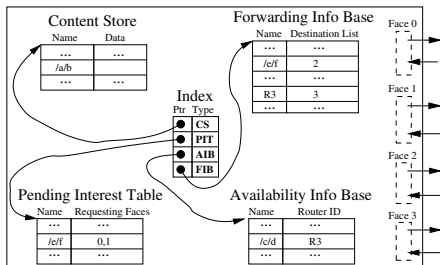 Content Store
Name Data
... ...
/a/b
... ...
Forwarding Info Base
Name Destination List
... ...
/e/f 2
... ...
R3 3
... ...
Index
Ptr Type
CS
PIT
AIB
FIB
Pending Interest Table
Name Requesting Faces
... ...
/e/f 0,1
... ...
Availability Info Base
Name Router ID
... ...
/c/d R3
... ...
Face 0
Face 1
Face 2
Face 3